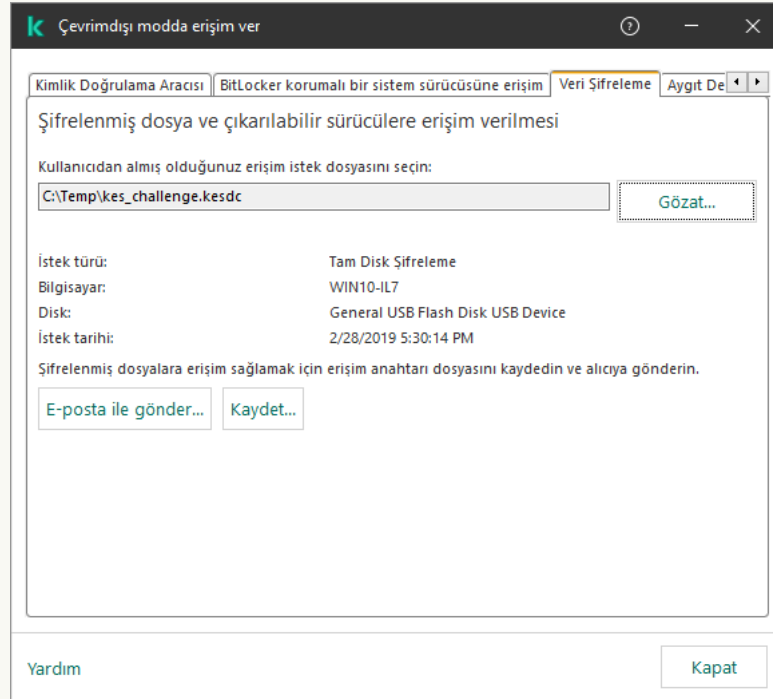 Çevrimdışı modda erişim ver
Kimlik Doğrulama Aracısı
BitLocker korumalı bir sistem sürücüsüne erişim
Veri Şifreleme
Aygıt De
Şifrelenmiş dosya ve çıkarılabilir sürücülere erişim verilmesi
Kullanıcıdan almış olduğunuz erişim istek dosyasını seçin:
C:\Temp\kes_challenge.kesdc
Gözat...
İstek türü: Tam Disk Şifreleme
Bilgisayar: WIN10-IL7
Disk: General USB Flash Disk USB Device
İstek tarihi: 2/28/2019 5:30:14 PM
Şifrelenmiş dosyalara erişim sağlamak için erişim anahtarı dosyasını kaydedin ve alıcıya gönderin.
E-posta ile gönder... Kaydet...
Yardım
Kapat